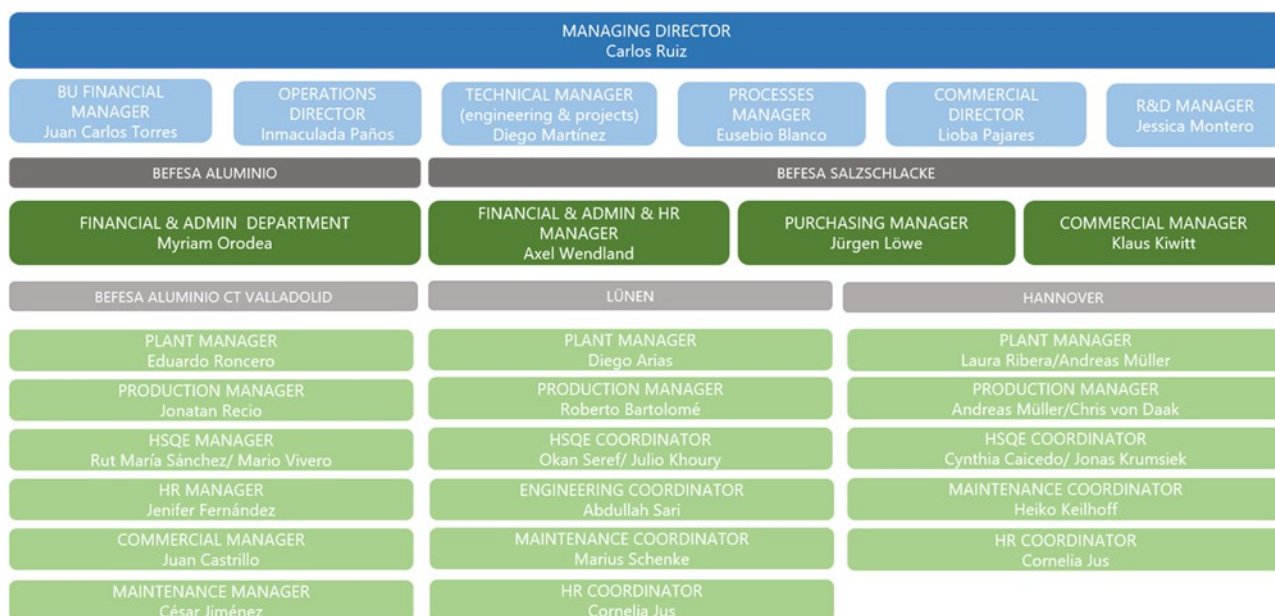 MANAGING DIRECTOR
Carlos Ruiz
BU FINANCIAL
MANAGER
Juan Carlos Torres
OPERATIONS
DIRECTOR
Inmaculada Paños
TECHNICAL MANAGER
(engineering & projects)
Diego Martínez
PROCESSES
MANAGER
Eusebio Blanco
COMMERCIAL
DIRECTOR
Lioba Pajares
R&D MANAGER
Jessica Montero
BEFESA ALUMINIO
BEFESA SALZSCHLACKE
FINANCIAL & ADMIN DEPARTMENT
Myriam Orodea
FINANCIAL & ADMIN & HR
MANAGER
Axel Wendland
PURCHASING MANAGER
Jürgen Löwe
COMMERCIAL MANAGER
Klaus Kiwitt
BEFESA ALUMINIO CT VALLADOLID
LÜNEN
HANNOVER
PLANT MANAGER
Eduardo Roncero
PLANT MANAGER
Diego Arias
PLANT MANAGER
Laura Ribera/Andreas Müller
PRODUCTION MANAGER
Jonatan Recio
PRODUCTION MANAGER
Roberto Bartolomé
PRODUCTION MANAGER
Andreas Müller/Chris von Daak
HSQE MANAGER
Rut María Sánchez/ Mario Vivero
HSQE COORDINATOR
Okan Seref/ Julio Khoury
HSQE COORDINATOR
Cynthia Caicedo/ Jonas Krumsiek
HR MANAGER
Jenifer Fernández
ENGINEERING COORDINATOR
Abdullah Sari
MAINTENANCE COORDINATOR
Heiko Keilhoff
COMMERCIAL MANAGER
Juan Castrillo
MAINTENANCE COORDINATOR
Marius Schenke
HR COORDINATOR
Cornelia Jus
MAINTENANCE MANAGER
César Jiménez
HR COORDINATOR
Cornelia Jus